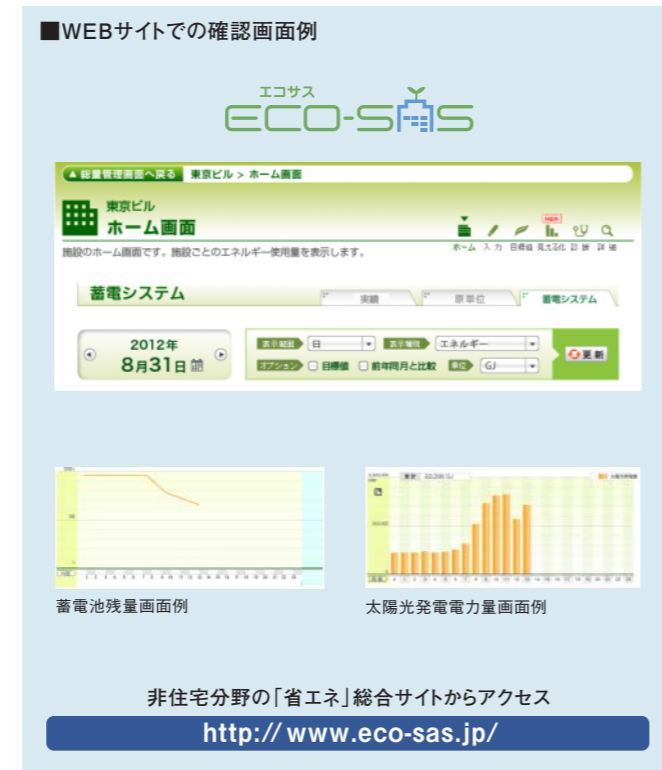 ■WEBサイトでの確認画面例
エコサス
ECO-SAS
▲総量管理画面へ戻る 東京ビル > ホーム画面
東京ビル
ホーム画面
施設のホーム画面です。施設ごとのエネルギー使用量を表示します。
ホーム 入力 目標値 見える化 診断 詳細
蓄電システム 実績 原単位 蓄電システム
2012年
8月31日
表示範囲 日 表示種別 エネルギー
オプション 目標値 前年同月と比較 単位 GJ
更新
蓄電池残量画面例
太陽光発電電力量画面例
非住宅分野の「省エネ」総合サイトからアクセス
http://www.eco-sas.jp/